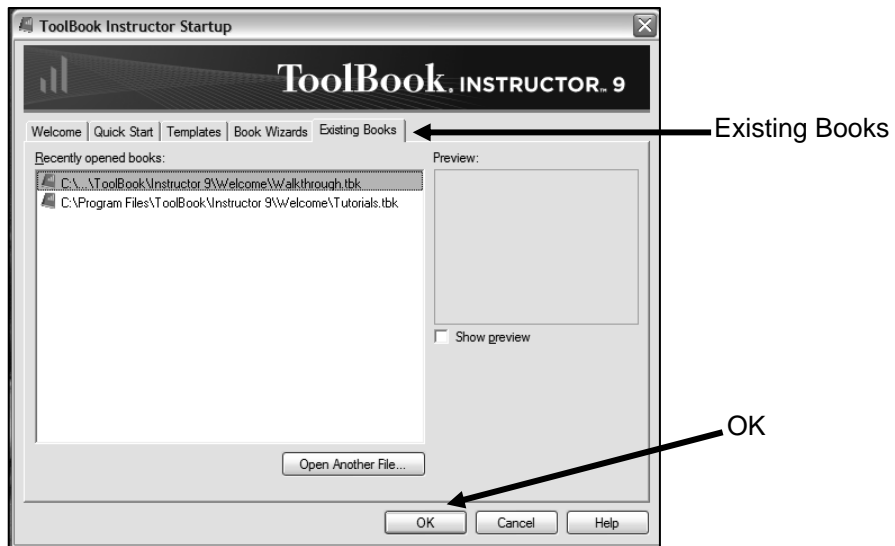 ToolBook Instructor Startup
ToolBook. INSTRUCTOR™ 9
Welcome Quick Start Templates Book Wizards Existing Books
Existing Books
Recently opened books:
Preview:
C:\...\ToolBook\Instructor 9\Welcome\Walkthrough.tbk
C:\Program Files\ToolBook\Instructor 9\Welcome\Tutorials.tbk
Show preview
OK
Open Another File...
OK Cancel Help